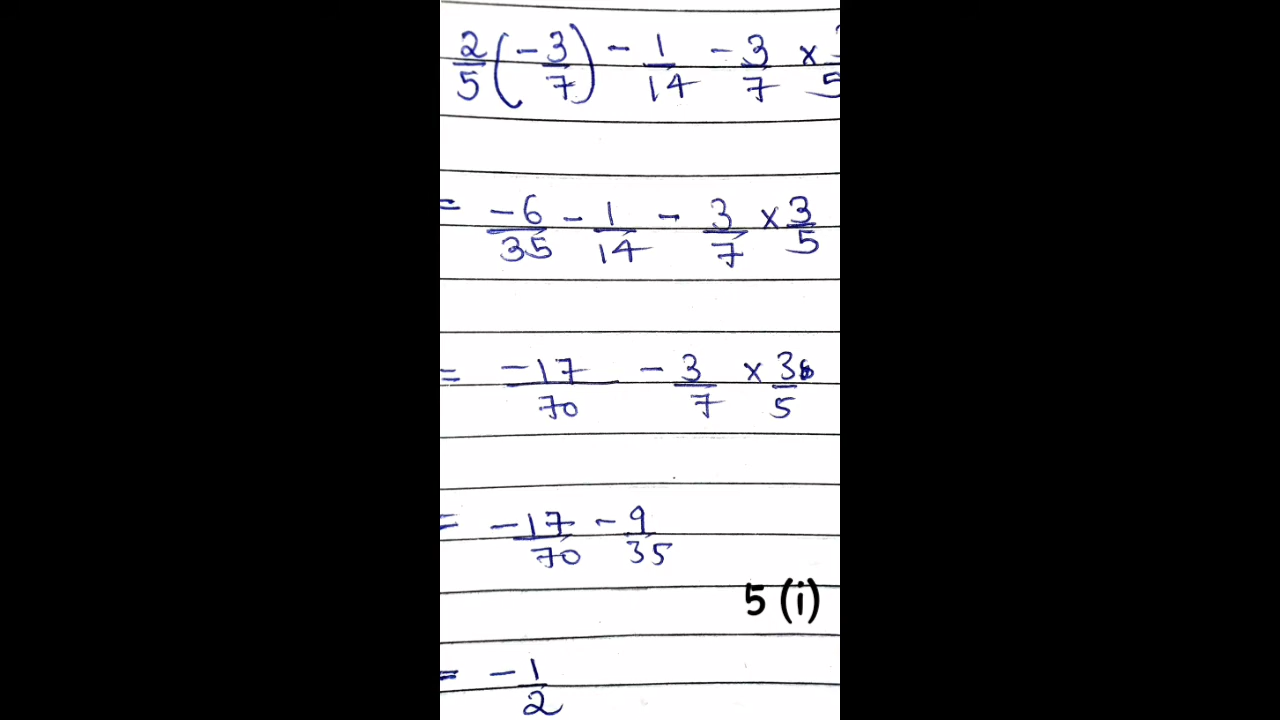 2/5 (-3/7) - 1/14 - 3/7 × /5
= -6/35 - 1/14 - 3/7 × 3/5
= -17/70 - 3/7 × 3/5
= -17/70 - 9/35
5 (i)
= -1/2